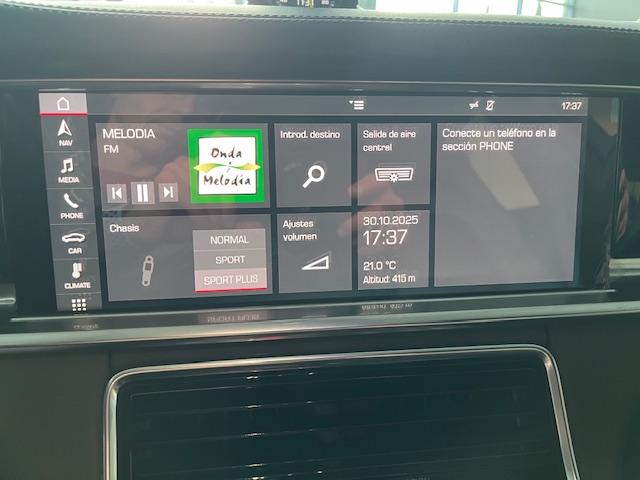 17:37
NAV
MEDIA
PHONE
CAR
CLIMATE
MELODIA
FM
Onda
Melodía
Introd. destino
Salida de aire
central
Conecte un teléfono en la
sección PHONE
Chasis
NORMAL
SPORT
SPORT PLUS
Ajustes
volumen
30.10.2025
17:37
21.0 °C
Altitud: 415 m